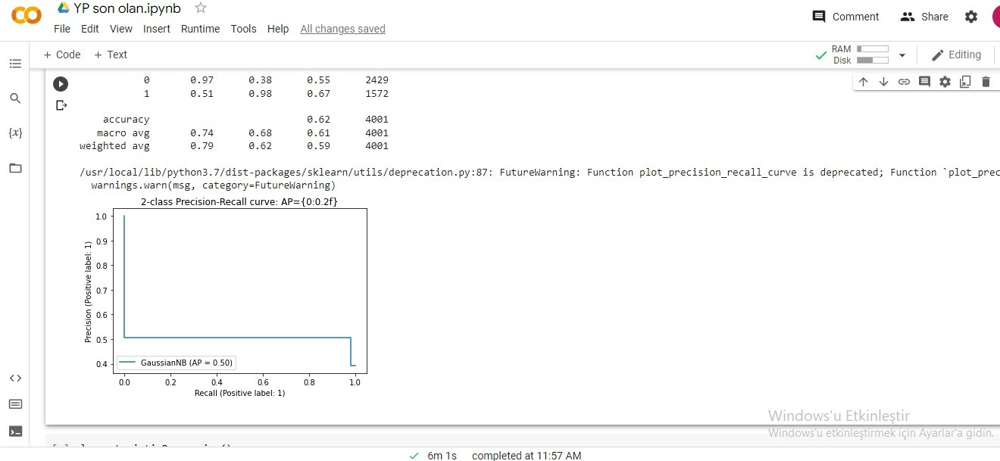 YP son olan.ipynb
File Edit View Insert Runtime Tools Help All changes saved
Comment Share
+ Code + Text
RAM
Disk
Editing
0 0.97 0.38 0.55 2429
1 0.51 0.98 0.67 1572
accuracy 0.62 4001
macro avg 0.74 0.68 0.61 4001
weighted avg 0.79 0.62 0.59 4001
/usr/local/lib/python3.7/dist-packages/sklearn/utils/deprecation.py:87: FutureWarning: Function plot_precision_recall_curve is deprecated; Function `plot_prec
warnings.warn(msg, category=FutureWarning)
2-class Precision-Recall curve: AP={0:0.2f}
1.0
0.9
0.8
0.7
0.6
0.5
0.4
Precision (Positive label: 1)
GaussianNB (AP = 0.50)
0.0 0.2 0.4 0.6 0.8 1.0
Recall (Positive label: 1)
Windows'u Etkinleştir
Windows'u etkinleştirmek için Ayarlar'a gidin.
6m 1s completed at 11:57 AM